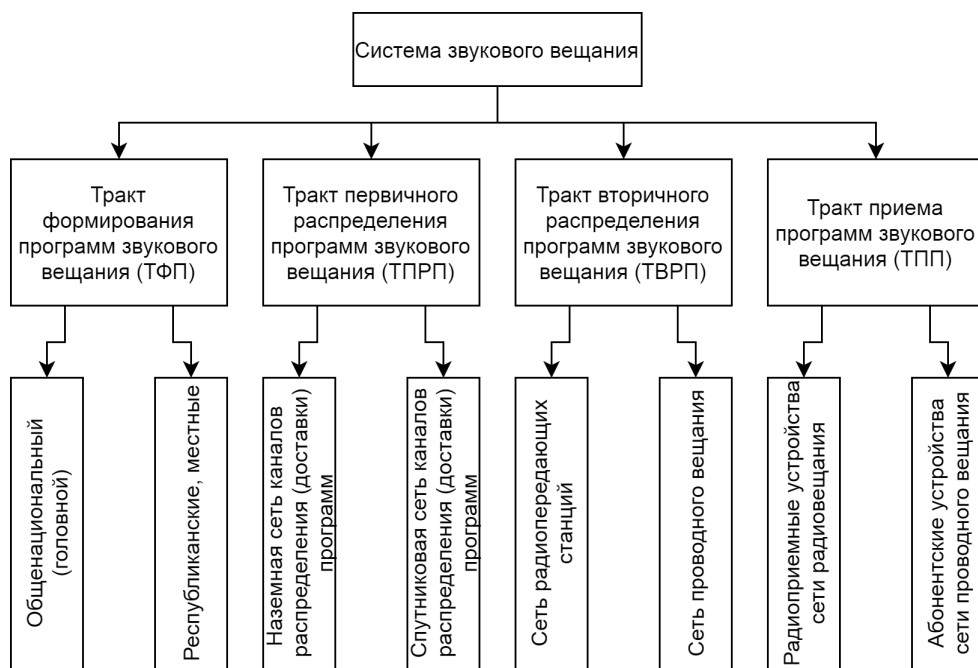 Система звукового вещания
Тракт
формирования
программ звукового
вещания (ТФП)
Тракт первичного
распределения
программ звукового
вещания (ТПРП)
Тракт вторичного
распределения
программ звукового
вещания (ТВРП)
Тракт приема
программ звукового
вещания (ТПП)
Общенациональный
(головной)
Республиканские, местные
Наземная сеть каналов
распределения (доставки)
программ
Спутниковая сеть каналов
распределения (доставки)
программ
Сеть радиопередающих
станций
Сеть проводного вещания
Радиоприемные устройства
сети радиовещания
Абонентские устройства
сети проводного вещания